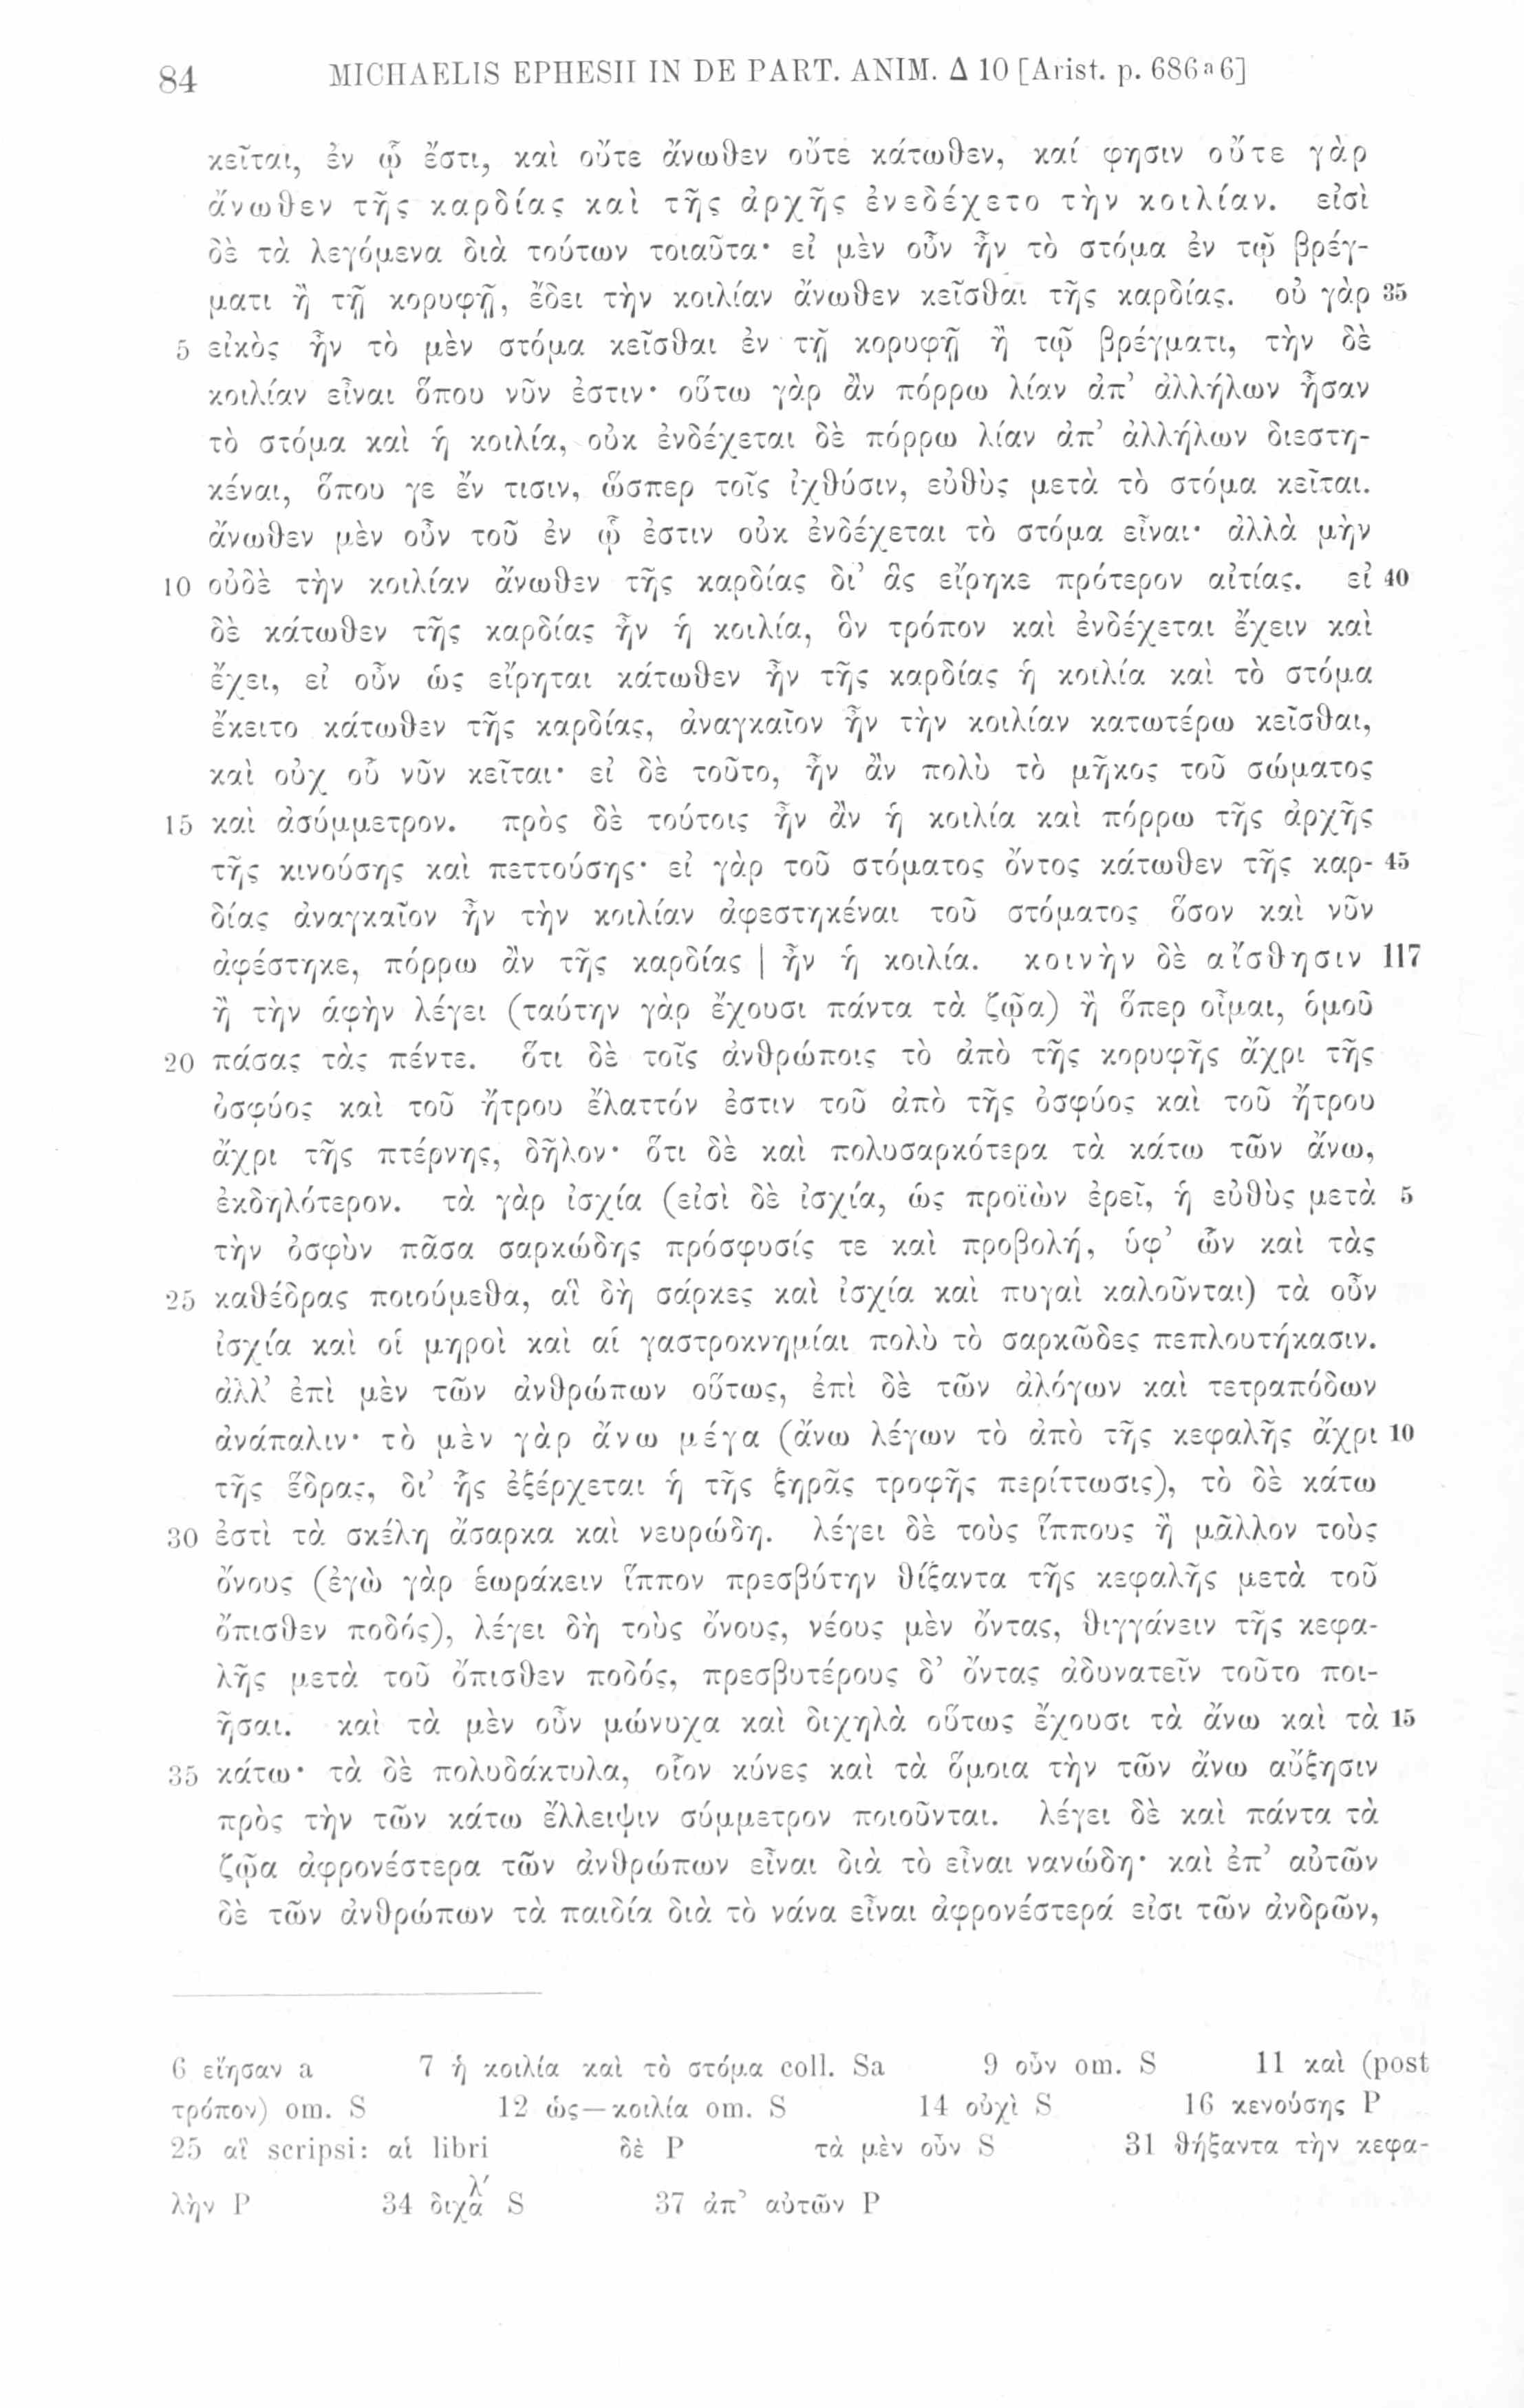 84 MICHAELIS EPHESII IN DE PART. ANIM. Δ 10 [Arist. p. 686ᵃ6]
κεῖται, ἐν ᾧ ἔστι, καὶ οὔτε ἄνωθεν οὔτε κάτωθεν, καί φησιν οὔτε γὰρ
ἄνωθεν τῆς καρδίας καὶ τῆς ἀρχῆς ἐνεδέχετο τὴν κοιλίαν. εἰσὶ
δὲ τὰ λεγόμενα διὰ τούτων τοιαῦτα· εἰ μὲν οὖν ἦν τὸ στόμα ἐν τῷ βρέγ-
ματι ἢ τῇ κορυφῇ, ἔδει τὴν κοιλίαν ἄνωθεν κεῖσθαι τῆς καρδίας. οὐ γὰρ 35
5 εἰκὸς ἦν τὸ μὲν στόμα κεῖσθαι ἐν τῇ κορυφῇ ἢ τῷ βρέγματι, τὴν δὲ
κοιλίαν εἶναι ὅπου νῦν ἐστιν· οὕτω γὰρ ἂν πόρρω λίαν ἀπ’ ἀλλήλων ἦσαν
τὸ στόμα καὶ ἡ κοιλία, οὐκ ἐνδέχεται δὲ πόρρω λίαν ἀπ’ ἀλλήλων διεστη-
κέναι, ὅπου γε ἔν τισιν, ὥσπερ τοῖς ἰχθύσιν, εὐθὺς μετὰ τὸ στόμα κεῖται.
ἄνωθεν μὲν οὖν τοῦ ἐν ᾧ ἐστιν οὐκ ἐνδέχεται τὸ στόμα εἶναι· ἀλλὰ μὴν
10 οὐδὲ τὴν κοιλίαν ἄνωθεν τῆς καρδίας δι’ ἃς εἴρηκε πρότερον αἰτίας. εἰ 40
δὲ κάτωθεν τῆς καρδίας ἦν ἡ κοιλία, ὃν τρόπον καὶ ἐνδέχεται ἔχειν καὶ
ἔχει, εἰ οὖν ὡς εἴρηται κάτωθεν ἦν τῆς καρδίας ἡ κοιλία καὶ τὸ στόμα
ἔκειτο κάτωθεν τῆς καρδίας, ἀναγκαῖον ἦν τὴν κοιλίαν κατωτέρω κεῖσθαι,
καὶ οὐχ οὗ νῦν κεῖται· εἰ δὲ τοῦτο, ἦν ἂν πολὺ τὸ μῆκος τοῦ σώματος
15 καὶ ἀσύμμετρον. πρὸς δὲ τούτοις ἦν ἂν ἡ κοιλία καὶ πόρρω τῆς ἀρχῆς
τῆς κινούσης καὶ πεττούσης· εἰ γὰρ τοῦ στόματος ὄντος κάτωθεν τῆς καρ- 45
δίας ἀναγκαῖον ἦν τὴν κοιλίαν ἀφεστηκέναι τοῦ στόματος ὅσον καὶ νῦν
ἀφέστηκε, πόρρω ἂν τῆς καρδίας | ἦν ἡ κοιλία. κοινὴν δὲ αἴσθησιν 117
ἢ τὴν ἁφὴν λέγει (ταύτην γὰρ ἔχουσι πάντα τὰ ζῷα) ἢ ὅπερ οἶμαι, ὁμοῦ
20 πάσας τὰς πέντε. ὅτι δὲ τοῖς ἀνθρώποις τὸ ἀπὸ τῆς κορυφῆς ἄχρι τῆς
ὀσφύος καὶ τοῦ ἤτρου ἔλαττόν ἐστιν τοῦ ἀπὸ τῆς ὀσφύος καὶ τοῦ ἤτρου
ἄχρι τῆς πτέρνης, δῆλον· ὅτι δὲ καὶ πολυσαρκότερα τὰ κάτω τῶν ἄνω,
ἐκδηλότερον. τὰ γὰρ ἰσχία (εἰσὶ δὲ ἰσχία, ὡς προϊὼν ἐρεῖ, ἡ εὐθὺς μετὰ 5
τὴν ὀσφὺν πᾶσα σαρκώδης πρόσφυσίς τε καὶ προβολή, ὑφ’ ὧν καὶ τὰς
25 καθέδρας ποιούμεθα, αἳ δὴ σάρκες καὶ ἰσχία καὶ πυγαὶ καλοῦνται) τὰ οὖν
ἰσχία καὶ οἱ μηροὶ καὶ αἱ γαστροκνημίαι πολὺ τὸ σαρκῶδες πεπλουτήκασιν.
ἀλλ’ ἐπὶ μὲν τῶν ἀνθρώπων οὕτως, ἐπὶ δὲ τῶν ἀλόγων καὶ τετραπόδων
ἀνάπαλιν· τὸ μὲν γὰρ ἄνω μέγα (ἄνω λέγων τὸ ἀπὸ τῆς κεφαλῆς ἄχρι 10
τῆς ἕδρας, δι’ ἧς ἐξέρχεται ἡ τῆς ξηρᾶς τροφῆς περίττωσις), τὸ δὲ κάτω
30 ἐστὶ τὰ σκέλη ἄσαρκα καὶ νευρώδη. λέγει δὲ τοὺς ἵππους ἢ μᾶλλον τοὺς
ὄνους (ἐγὼ γὰρ ἑωράκειν ἵππον πρεσβύτην θίξαντα τῆς κεφαλῆς μετὰ τοῦ
ὄπισθεν ποδός), λέγει δὴ τοὺς ὄνους, νέους μὲν ὄντας, θιγγάνειν τῆς κεφα-
λῆς μετὰ τοῦ ὄπισθεν ποδός, πρεσβυτέρους δ’ ὄντας ἀδυνατεῖν τοῦτο ποι-
ῆσαι. καὶ τὰ μὲν οὖν μώνυχα καὶ διχηλὰ οὕτως ἔχουσι τὰ ἄνω καὶ τὰ 15
35 κάτω· τὰ δὲ πολυδάκτυλα, οἷον κύνες καὶ τὰ ὅμοια τὴν τῶν ἄνω αὔξησιν
πρὸς τὴν τῶν κάτω ἔλλειψιν σύμμετρον ποιοῦνται. λέγει δὲ καὶ πάντα τὰ
ζῷα ἀφρονέστερα τῶν ἀνθρώπων εἶναι διὰ τὸ εἶναι νανώδη· καὶ ἐπ’ αὐτῶν
δὲ τῶν ἀνθρώπων τὰ παιδία διὰ τὸ νάνα εἶναι ἀφρονέστερά εἰσι τῶν ἀνδρῶν,
6 εἴησαν a 7 ἡ κοιλία καὶ τὸ στόμα coll. Sa 9 οὖν om. S 11 καὶ (post
τρόπον) om. S 12 ὡς—κοιλία om. S 14 οὐχὶ S 16 κενούσης P
25 αἳ scripsi: αἱ libri δὲ P τὰ μὲν οὖν S 31 θήξαντα τὴν κεφα-
λὴν P 34 διχα̂λ́ S 37 ἀπ’ αὐτῶν P